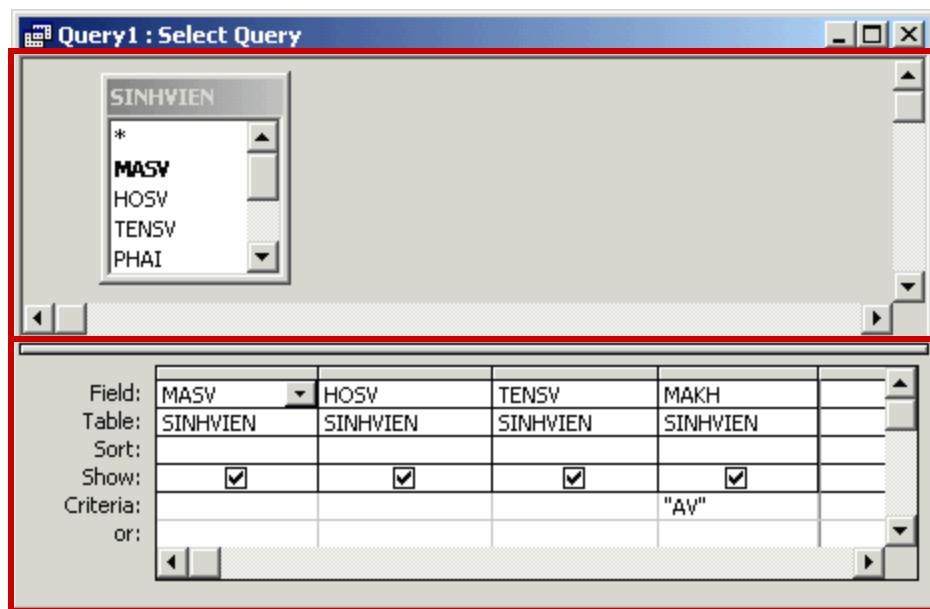 Query1 : Select Query
SINHVIEN
*
MASV
HOSV
TENSV
PHAI
Field: MASV HOSV TENSV MAKH
Table: SINHVIEN SINHVIEN SINHVIEN SINHVIEN
Sort:
Show:
Criteria: "AV"
or: